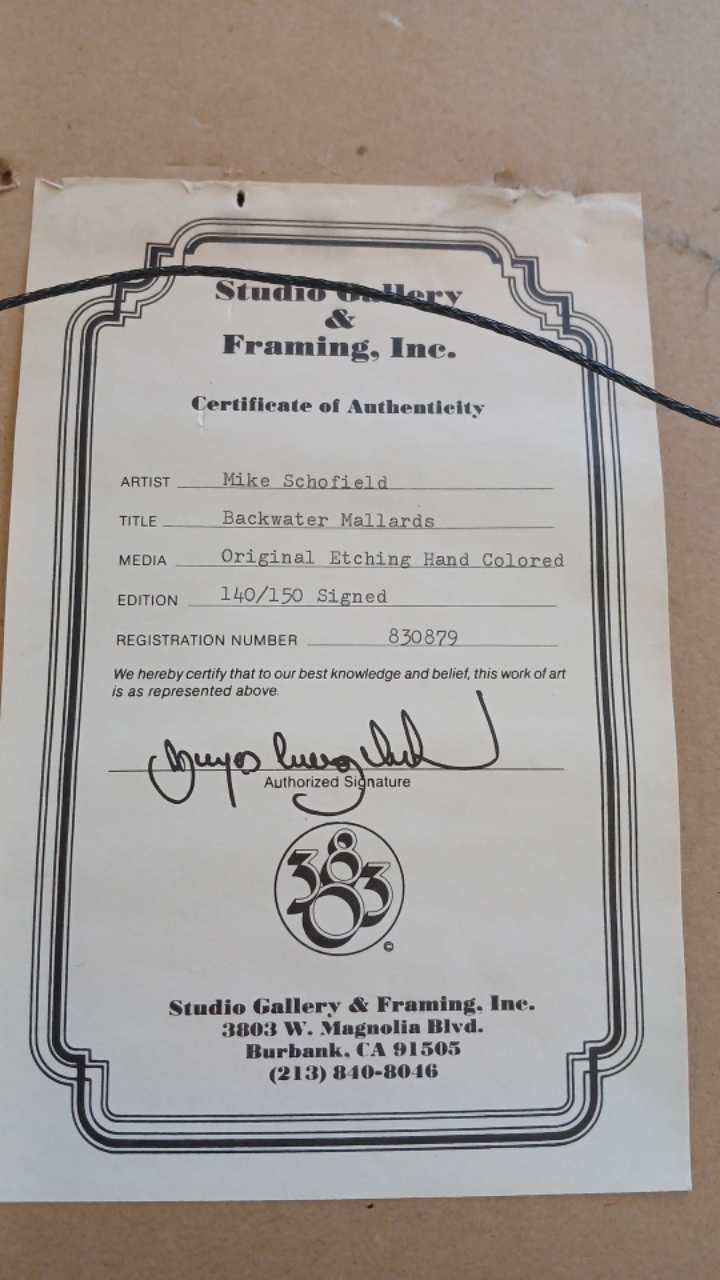 Studio Gallery
&
Framing, Inc.
Certificate of Authenticity
ARTIST Mike Schofield
TITLE Backwater Mallards
MEDIA Original Etching Hand Colored
EDITION 140/150 Signed
REGISTRATION NUMBER 830879
We hereby certify that to our best knowledge and belief, this work of art
is as represented above.
Authorized Signature
3803
©
Studio Gallery & Framing, Inc.
3803 W. Magnolia Blvd.
Burbank, CA 91505
(213) 840-8046